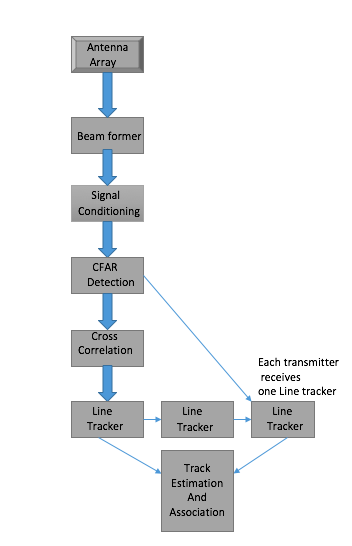 Antenna
Array
Beam former
Signal
Conditioning
CFAR
Detection
Cross
Correlation
Each transmitter
receives
one Line tracker
Line
Tracker
Line
Tracker
Line
Tracker
Track
Estimation
And
Association